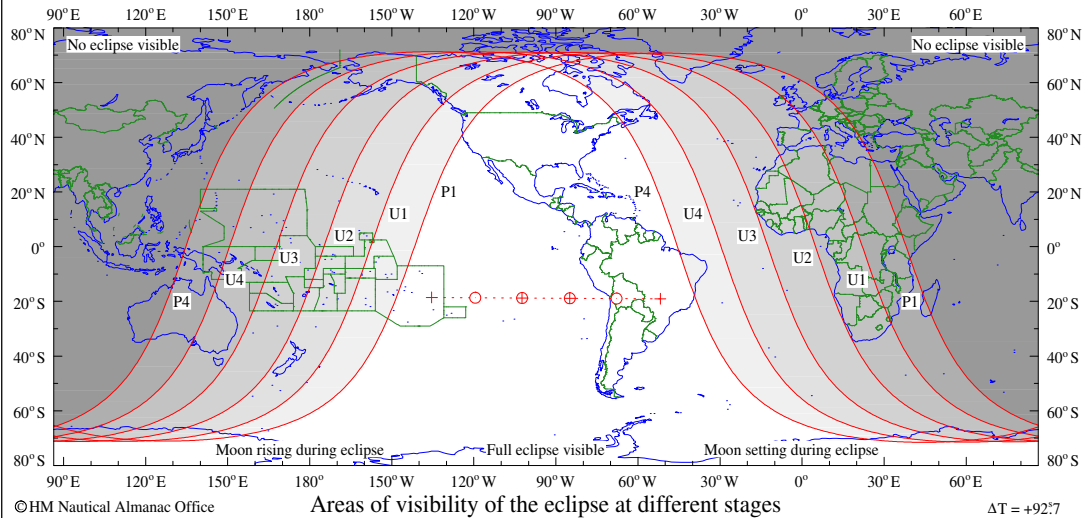 90°E 120°E 150°E 180° 150°W 120°W 90°W 60°W 30°W 0° 30°E 60°E
80°N 80°N
No eclipse visible No eclipse visible
60°N 60°N
40°N 40°N
20°N P1 P4 20°N
U1 U4
U2 U3
0° U3 U2 0°
U4 U1
20°S P4 P1 20°S
40°S 40°S
60°S 60°S
Moon rising during eclipse Full eclipse visible Moon setting during eclipse
80°S 80°S
90°E 120°E 150°E 180° 150°W 120°W 90°W 60°W 30°W 0° 30°E 60°E
©HM Nautical Almanac Office Areas of visibility of the eclipse at different stages ΔT = +92ˢ.7